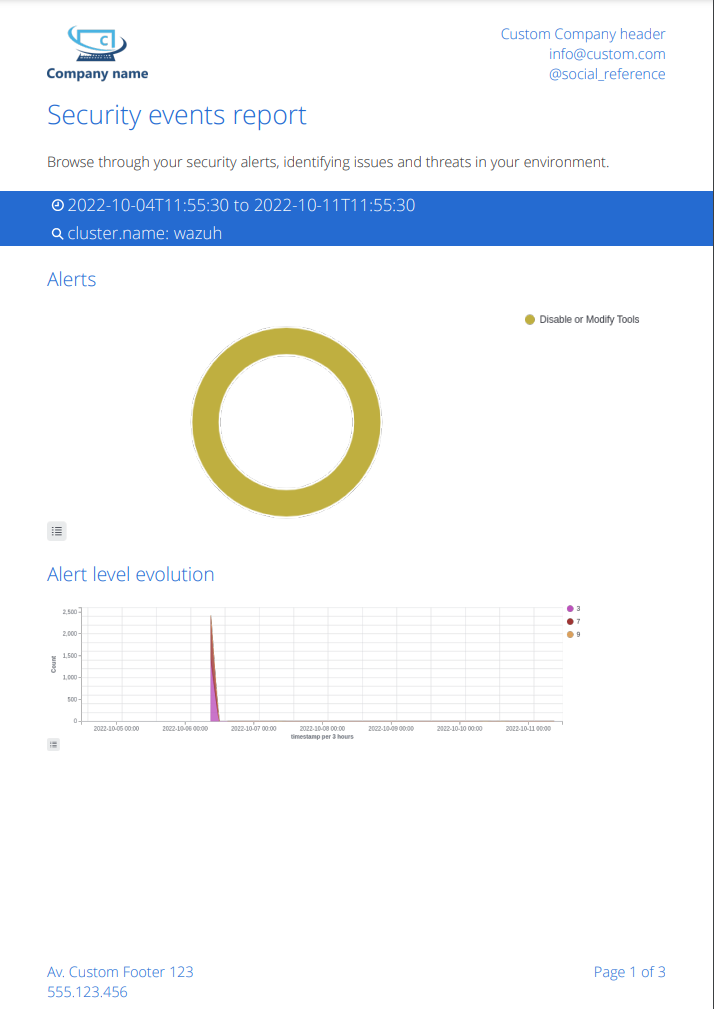 Company name
Custom Company header
info@custom.com
@social_reference
Security events report
Browse through your security alerts, identifying issues and threats in your environment.
2022-10-04T11:55:30 to 2022-10-11T11:55:30
cluster.name: wazuh
Alerts
Disable or Modify Tools
Alert level evolution
2,500
2,000
1,500
1,000
500
0
Count
3
7
9
2022-10-05 00:00 2022-10-06 00:00 2022-10-07 00:00 2022-10-08 00:00 2022-10-09 00:00 2022-10-10 00:00 2022-10-11 00:00
timestamp per 3 hours
Av. Custom Footer 123
555.123.456
Page 1 of 3